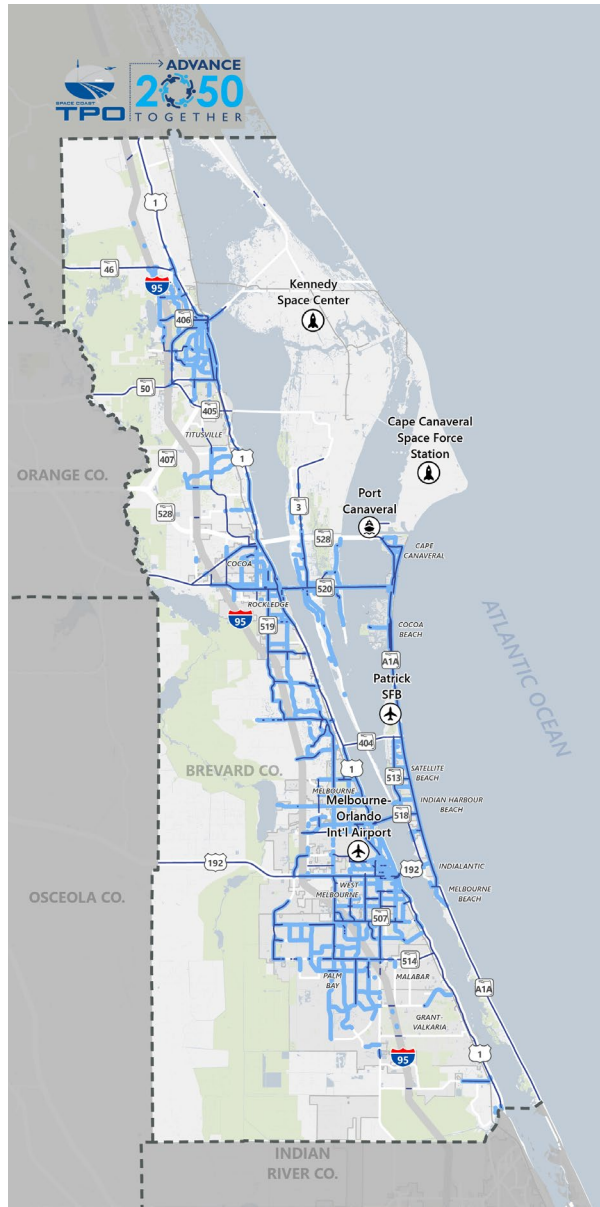 ADVANCE
2050
TOGETHER
SPACE COAST
TPO
1
46
95
Kennedy
Space Center
406
50
405
TITUSVILLE
Cape Canaveral
Space Force
Station
1
407
ORANGE CO.
Port
Canaveral
3
528
528
CAPE
CANAVERAL
COCOA
520
ROCKLEDGE
95
519
COCOA
BEACH
ATLANTIC OCEAN
A1A
Patrick
SFB
404
1
BREVARD CO.
513
SATELLITE
BEACH
MELBOURNE
Melbourne-
Orlando
Int'l Airport
INDIAN HARBOUR
BEACH
518
192
192
INDIALANTIC
WEST
MELBOURNE
MELBOURNE
BEACH
OSCEOLA CO.
507
514
PALM
BAY
MALABAR
A1A
GRANT-
VALKARIA
95
1
INDIAN
RIVER CO.